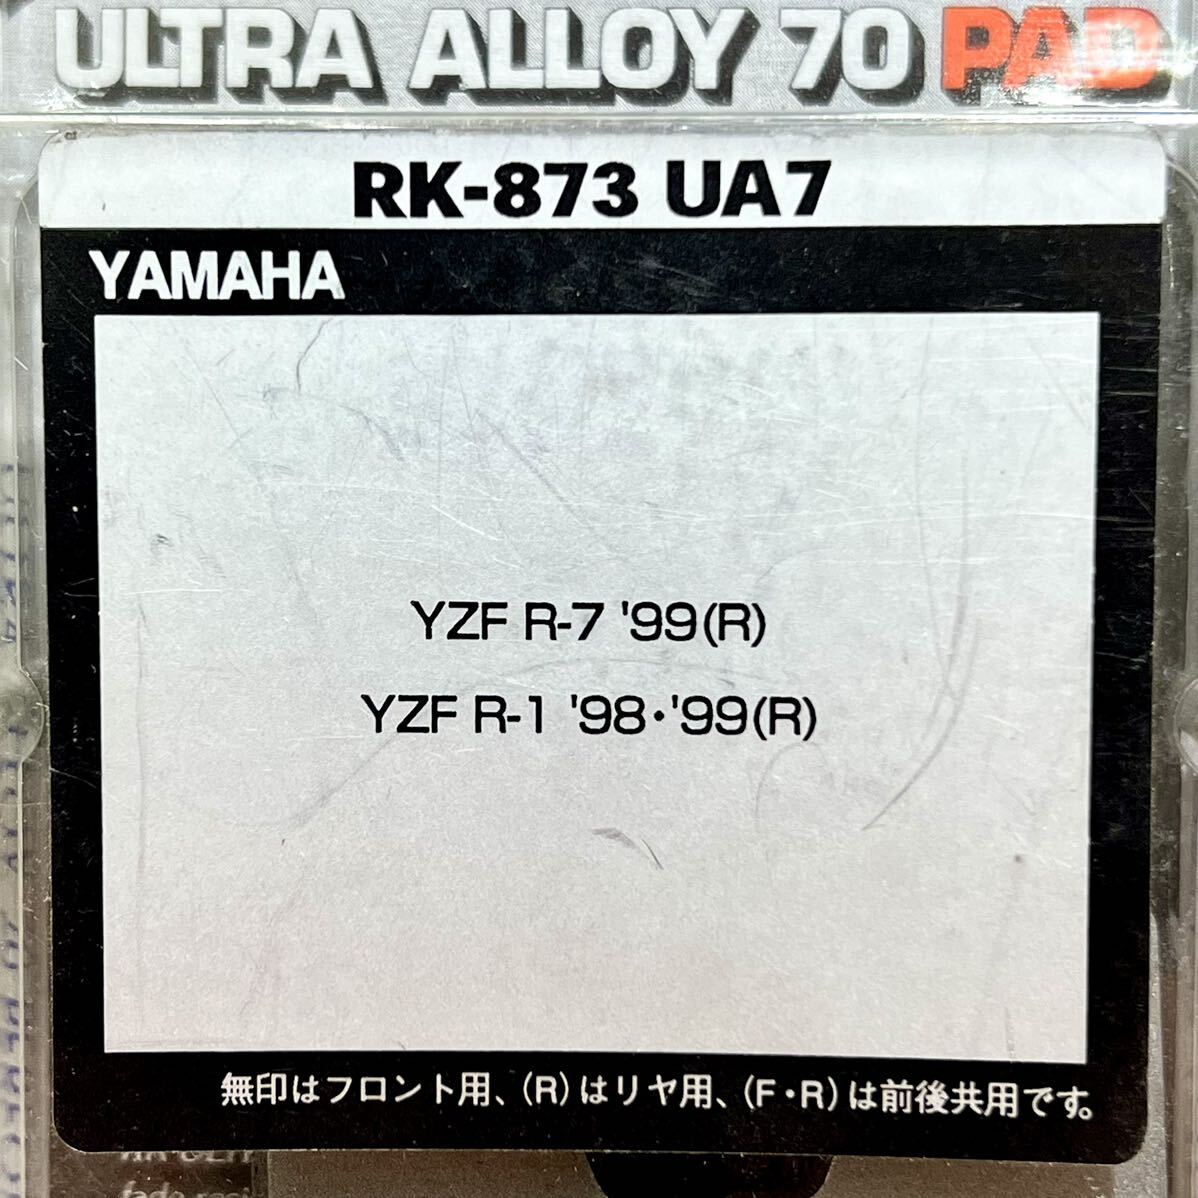 ULTRA ALLOY 70 PAD
RK-873 UA7
YAMAHA
YZF R-7 '99(R)
YZF R-1 '98・'99(R)
無印はフロント用、(R)はリヤ用、(F・R)は前後共用です。